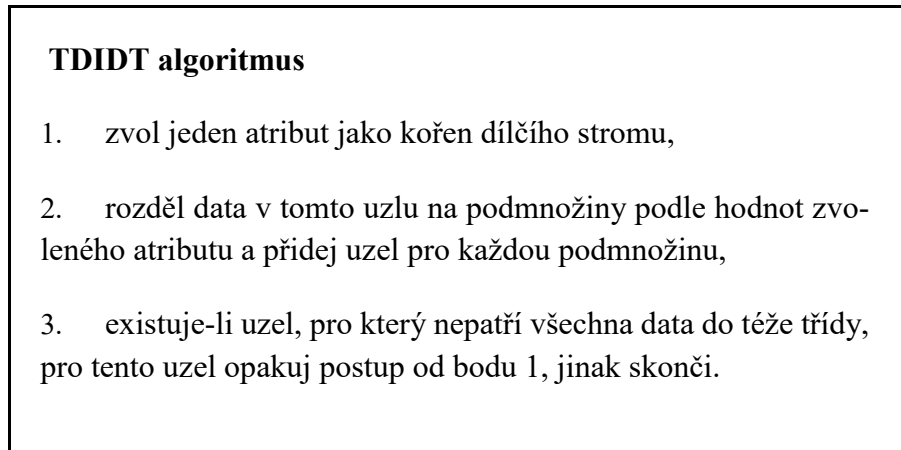 TDIDT algoritmus
1. zvol jeden atribut jako kořen dílčího stromu,
2. rozděl data v tomto uzlu na podmnožiny podle hodnot zvo-
leného atributu a přidej uzel pro každou podmnožinu,
3. existuje-li uzel, pro který nepatří všechna data do téže třídy,
pro tento uzel opakuj postup od bodu 1, jinak skonči.